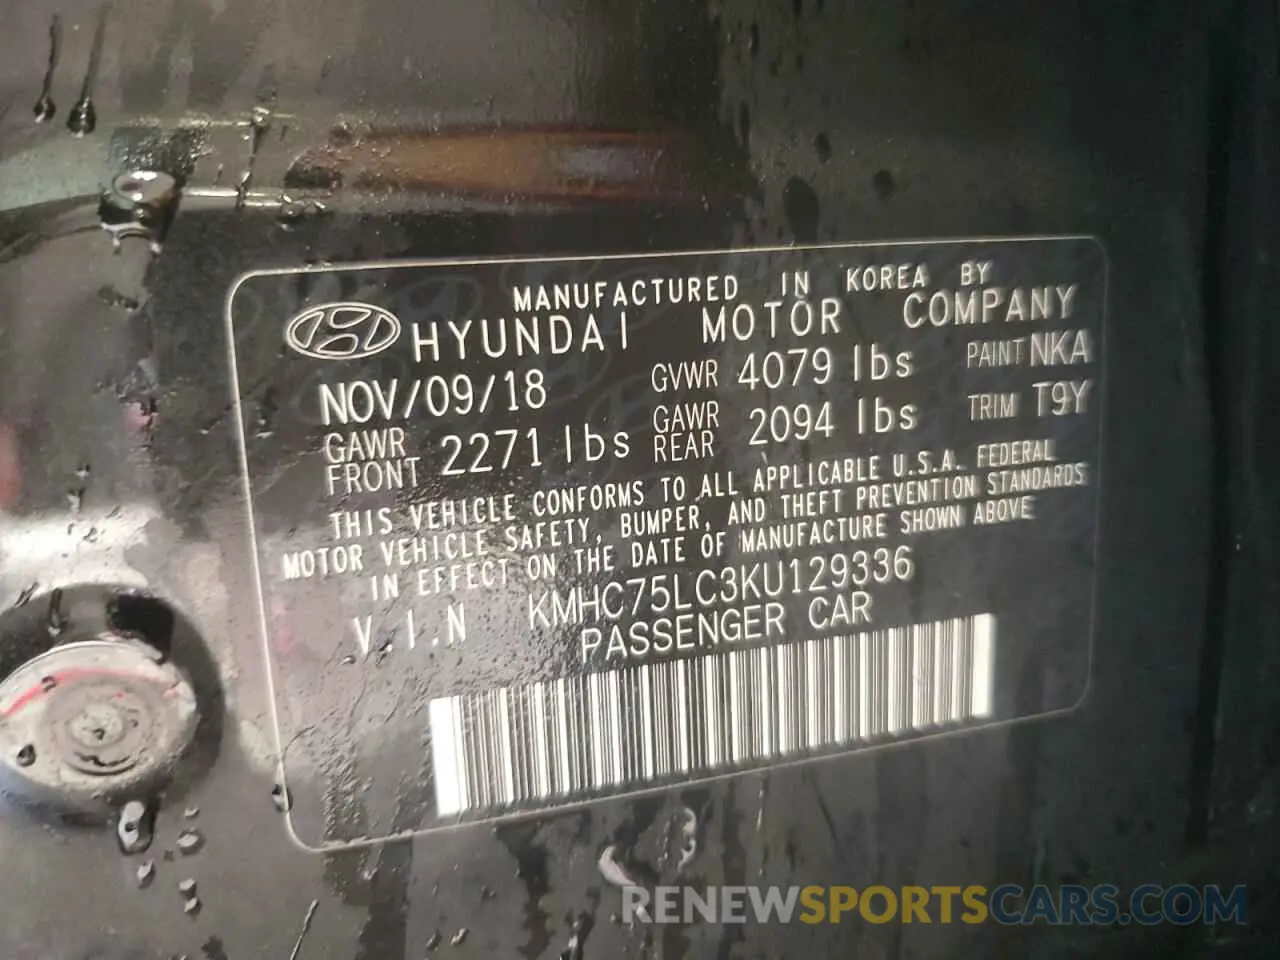 MANUFACTURED IN KOREA BY
HYUNDAI MOTOR COMPANY
NOV/09/18 GVWR 4079 lbs PAINT NKA
GAWR FRONT 2271 lbs GAWR REAR 2094 lbs TRIM T9Y
THIS VEHICLE CONFORMS TO ALL APPLICABLE U.S.A. FEDERAL
MOTOR VEHICLE SAFETY, BUMPER, AND THEFT PREVENTION STANDARDS
IN EFFECT ON THE DATE OF MANUFACTURE SHOWN ABOVE
V.I.N KMHC75LC3KU129336
PASSENGER CAR
RENEWSPORTSCARS.COM